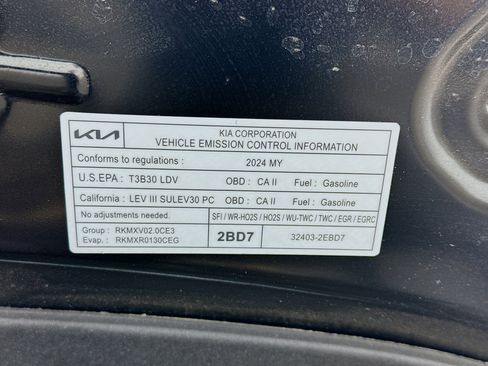 KIA
KIA CORPORATION
VEHICLE EMISSION CONTROL INFORMATION
Conforms to regulations : 2024 MY
U.S.EPA : T3B30 LDV OBD : CA II Fuel : Gasoline
California : LEV III SULEV30 PC OBD : CA II Fuel : Gasoline
No adjustments needed. SFI / WR-HO2S / HO2S / WU-TWC / TWC / EGR / EGRC
Group : RKMXV02.0CE3
Evap. : RKMXR0130CEG
2BD7
32403-2EBD7